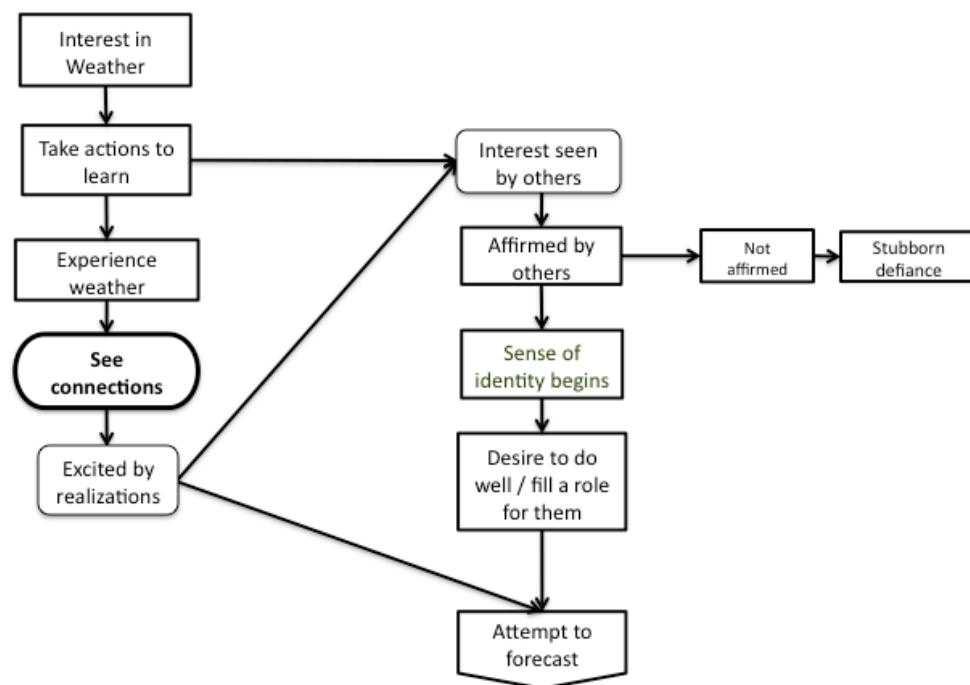 Interest in
Weather
Take actions to
learn
Experience
weather
See
connections
Excited by
realizations
Interest seen
by others
Affirmed by
others
Not
affirmed
Stubborn
defiance
Sense of
identity begins
Desire to do
well / fill a role
for them
Attempt to
forecast